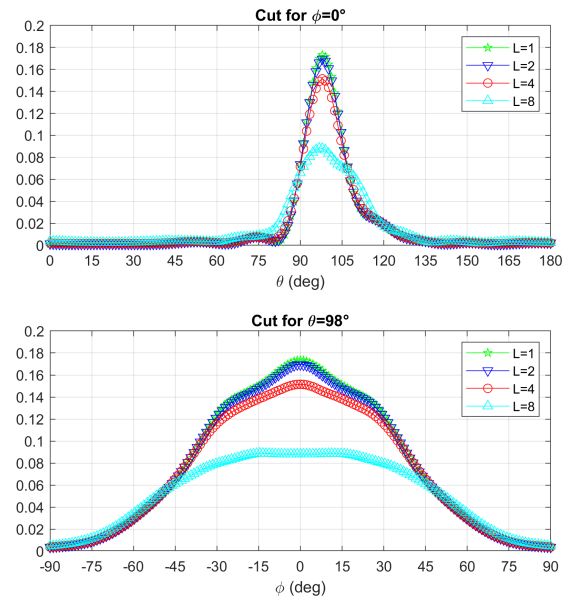 Cut for ϕ=0°
0.2
0.18
0.16
0.14
0.12
0.1
0.08
0.06
0.04
0.02
0
L=1
L=2
L=4
L=8
0 15 30 45 60 75 90 105 120 135 150 165 180
θ (deg)
Cut for θ=98°
0.2
0.18
0.16
0.14
0.12
0.1
0.08
0.06
0.04
0.02
0
L=1
L=2
L=4
L=8
-90 -75 -60 -45 -30 -15 0 15 30 45 60 75 90
ϕ (deg)